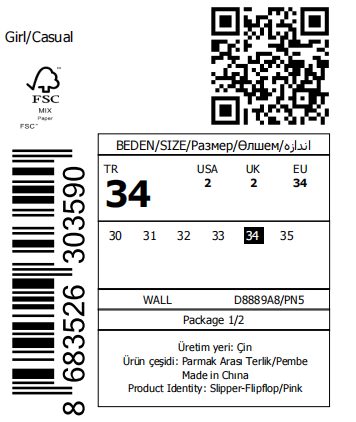 Girl/Casual
FSC
MIX
Paper
FSC™
BEDEN/SIZE/Размер/Өлшем/اندازه
TR USA UK EU
34 2 2 34
30 31 32 33 34 35
WALL D8889A8/PN5
Package 1/2
Üretim yeri: Çin
Ürün çeşidi: Parmak Arası Terlik/Pembe
Made in China
Product Identity: Slipper-Flipflop/Pink
8 683526 303590